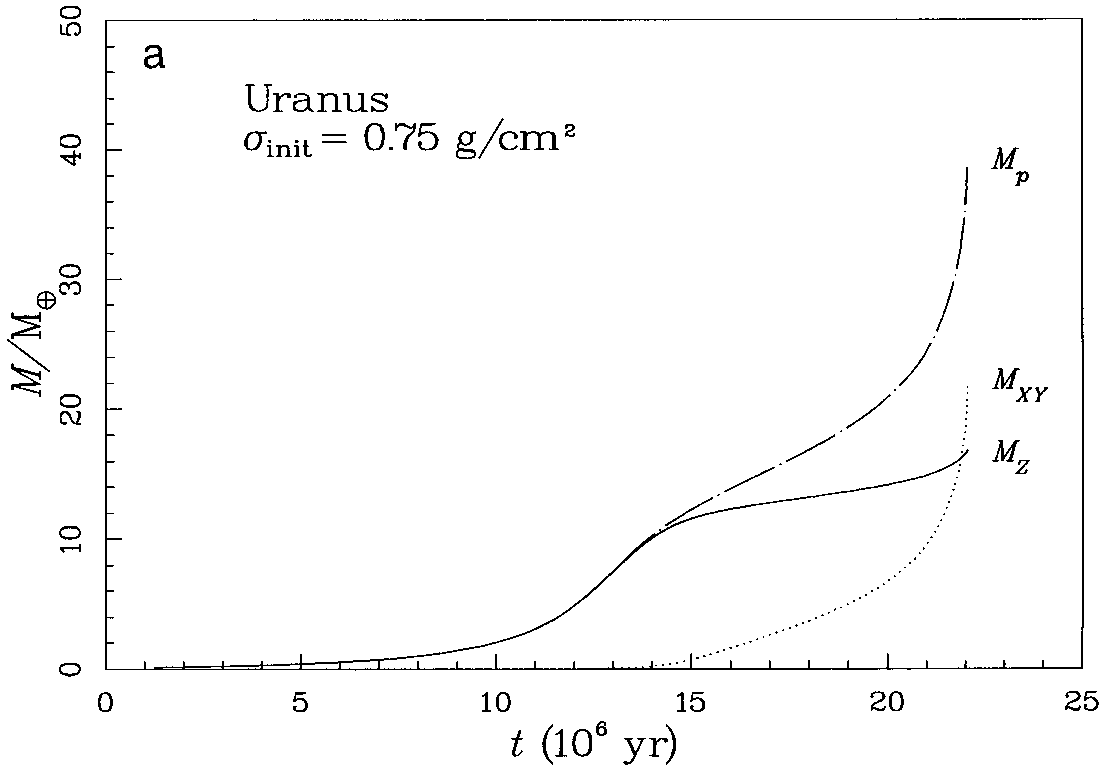 a
Uranus
σinit = 0.75 g/cm²
M/M⊕
50
40
30
20
10
0
Mp
MXY
MZ
0 5 10 15 20 25
t (10⁶ yr)